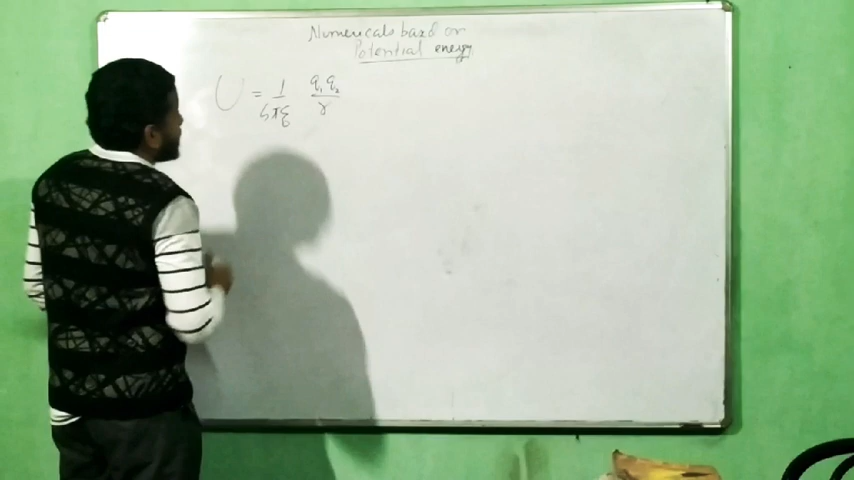 Numericals based on
Potential energy
U = 1/4πε q₁q₂/r